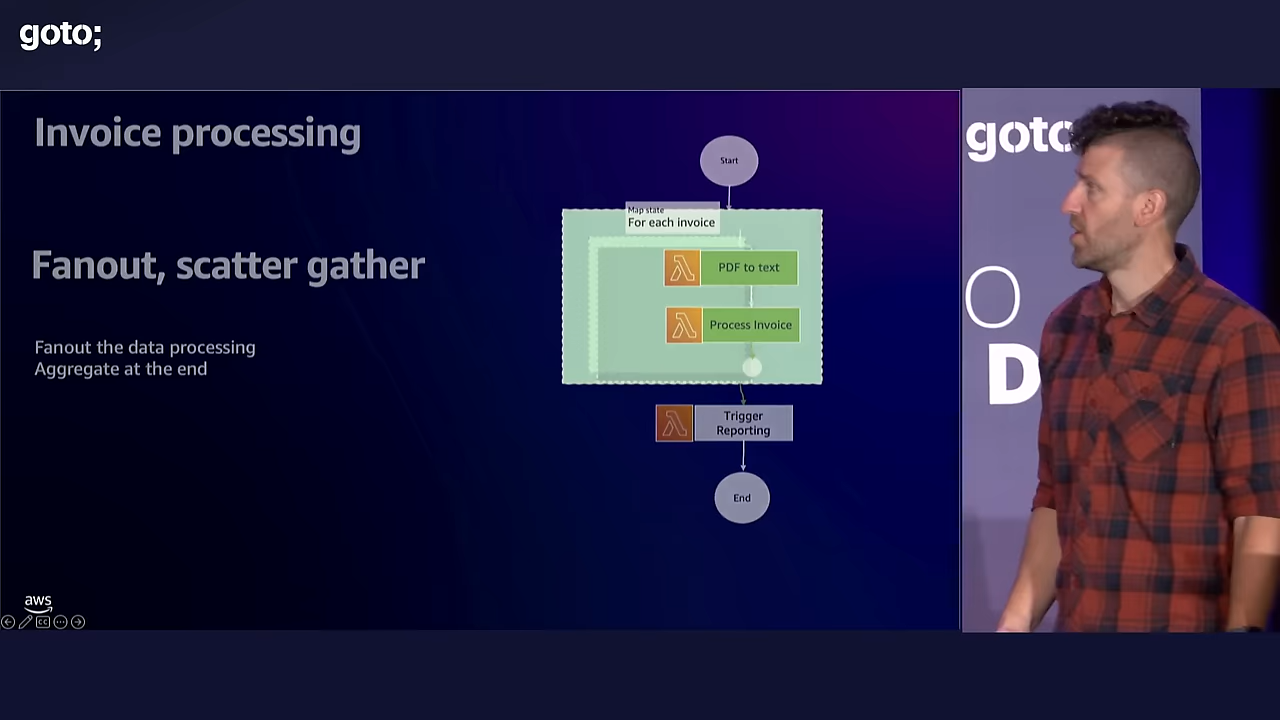 goto;
Invoice processing
Fanout, scatter gather
Fanout the data processing
Aggregate at the end
Start
Map state
For each invoice
PDF to text
Process Invoice
Trigger
Reporting
End
aws
CC
goto
O
D